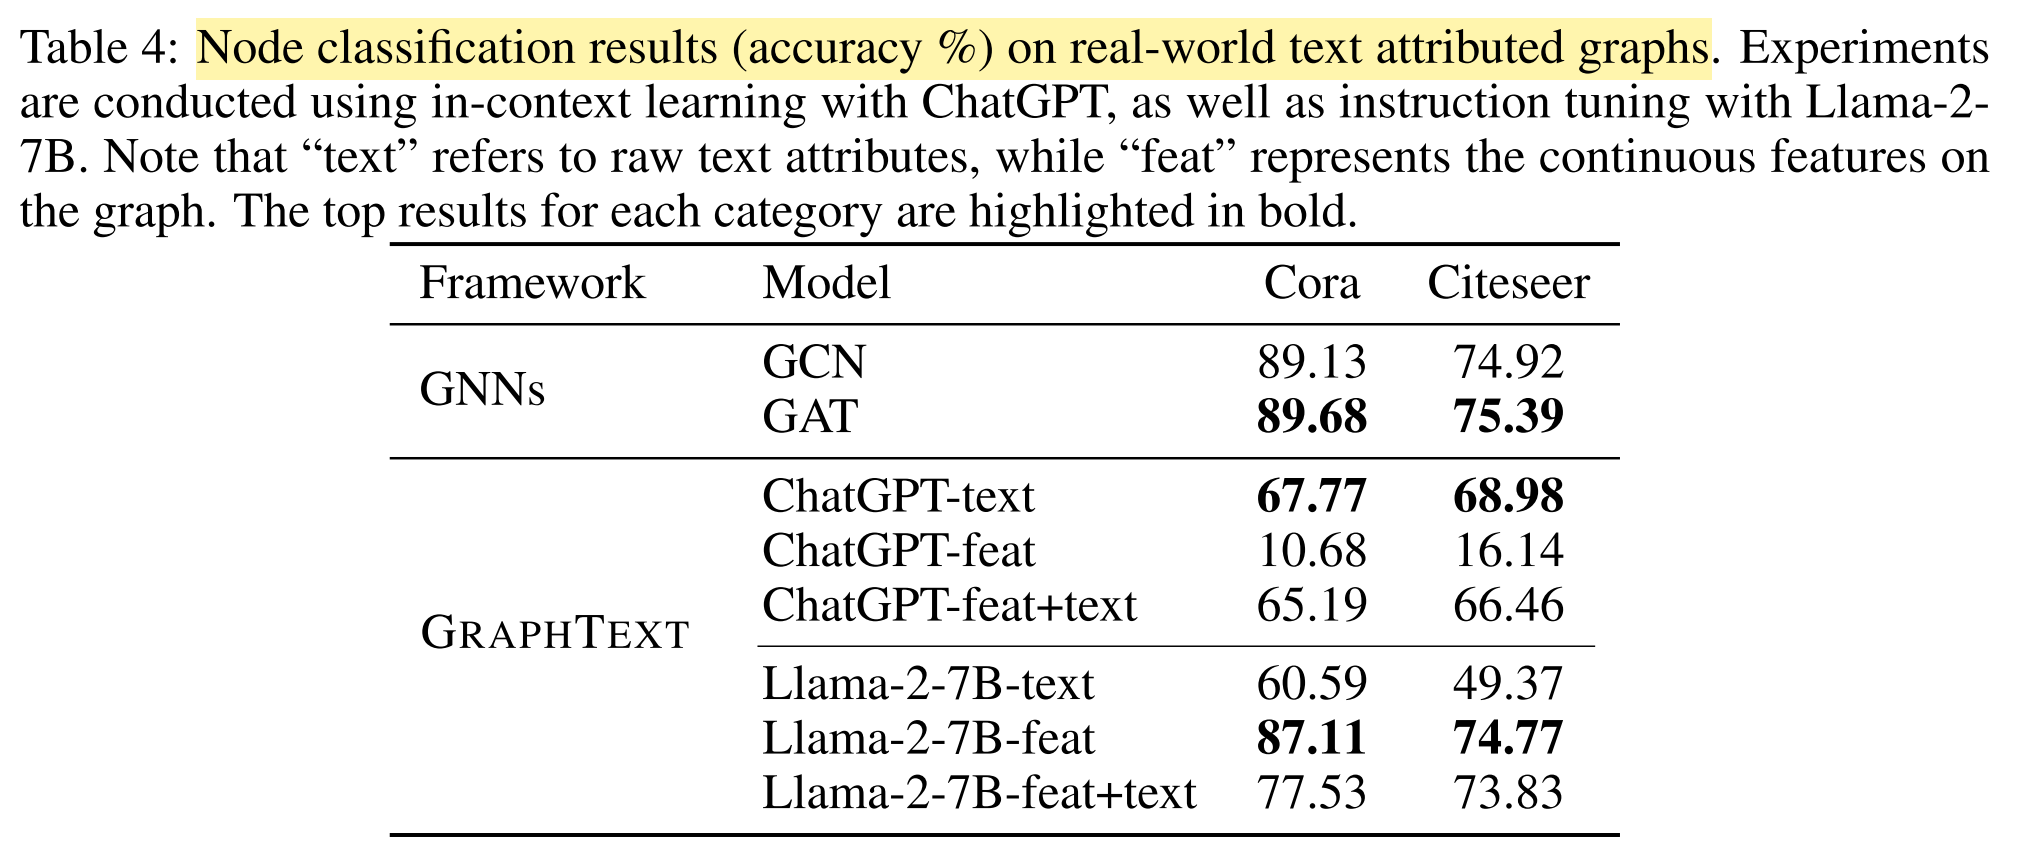 Table 4: Node classification results (accuracy %) on real-world text attributed graphs. Experiments
are conducted using in-context learning with ChatGPT, as well as instruction tuning with Llama-2-
7B. Note that “text” refers to raw text attributes, while “feat” represents the continuous features on
the graph. The top results for each category are highlighted in bold.
Framework Model Cora Citeseer
GNNs
GCN 89.13 74.92
GAT 89.68 75.39
GRAPHTEXT
ChatGPT-text 67.77 68.98
ChatGPT-feat 10.68 16.14
ChatGPT-feat+text 65.19 66.46
Llama-2-7B-text 60.59 49.37
Llama-2-7B-feat 87.11 74.77
Llama-2-7B-feat+text 77.53 73.83